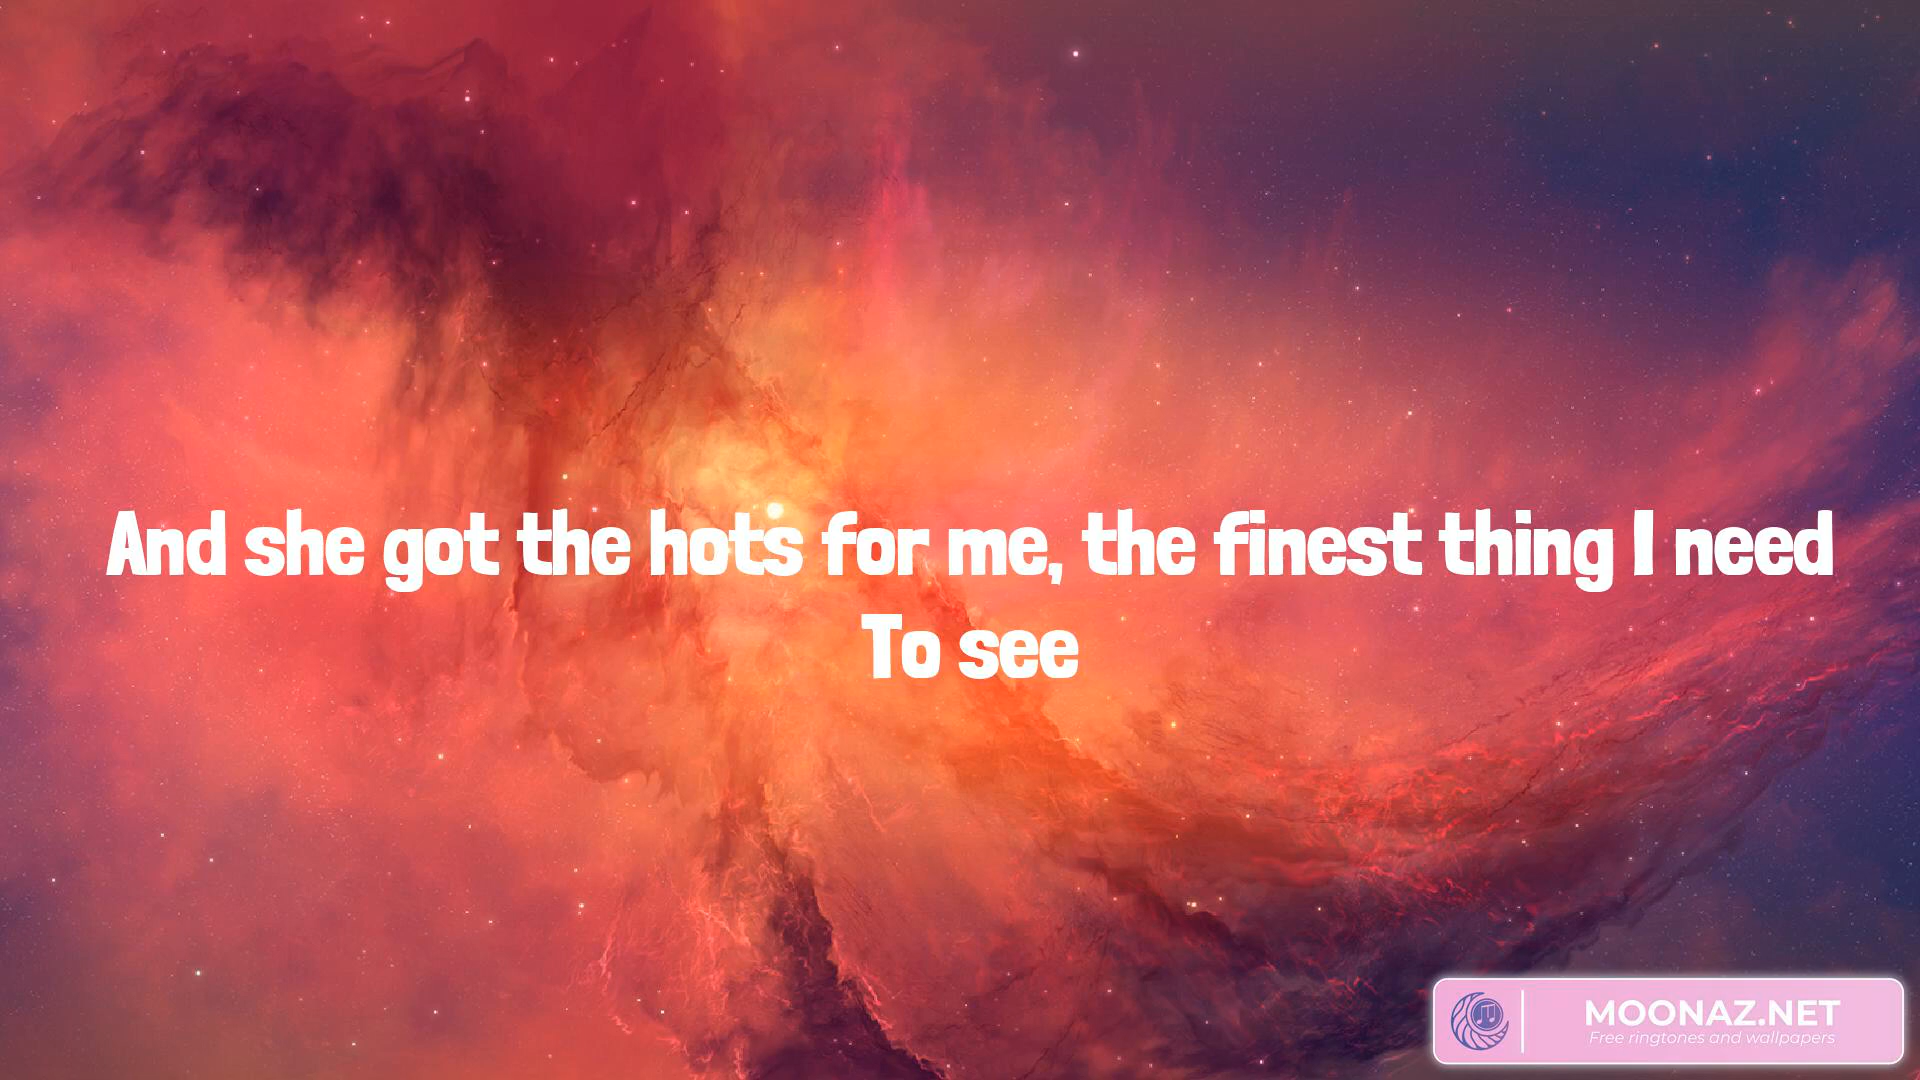 And she got the hots for me, the finest thing I need
To see
MOONAZ.NET
Free ringtones and wallpapers